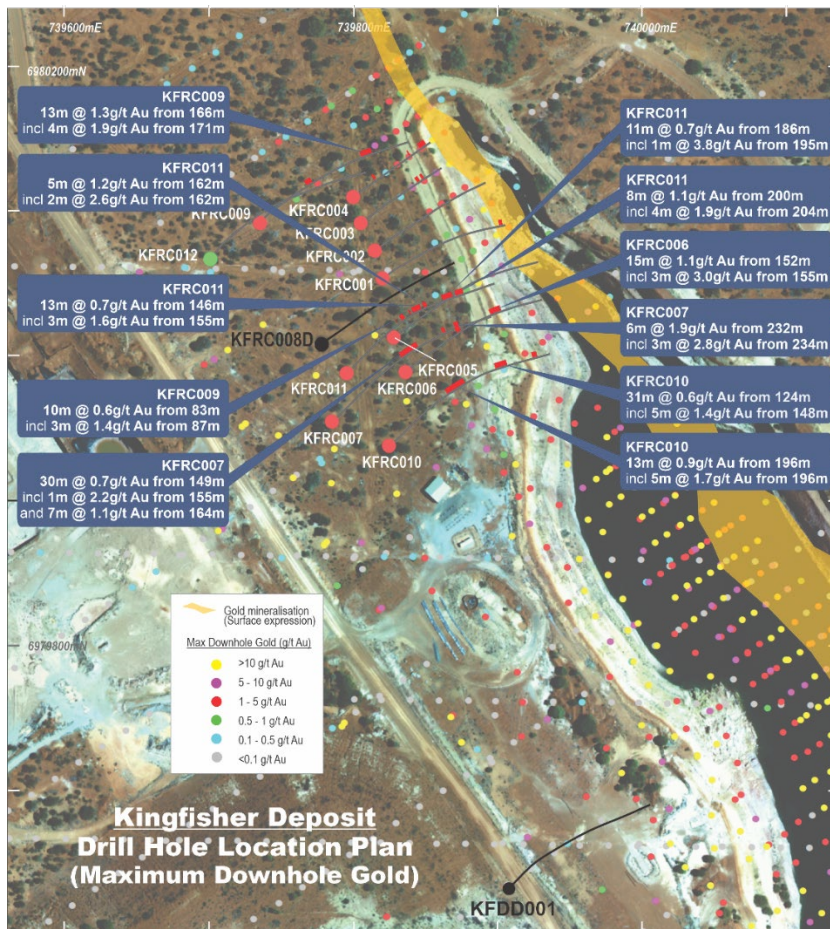 739600mE
739800mE
740000mE
6980200mN
KFRC009
13m @ 1.3g/t Au from 166m
incl 4m @ 1.9g/t Au from 171m
KFRC011
5m @ 1.2g/t Au from 162m
incl 2m @ 2.6g/t Au from 162m
KFRC011
11m @ 0.7g/t Au from 186m
incl 1m @ 3.8g/t Au from 195m
KFRC011
8m @ 1.1g/t Au from 200m
incl 4m @ 1.9g/t Au from 204m
KFRC009
KFRC004
KFRC003
KFRC012
KFRC002
KFRC001
KFRC006
15m @ 1.1g/t Au from 152m
incl 3m @ 3.0g/t Au from 155m
KFRC011
13m @ 0.7g/t Au from 146m
incl 3m @ 1.6g/t Au from 155m
KFRC008D
KFRC007
6m @ 1.9g/t Au from 232m
incl 3m @ 2.8g/t Au from 234m
KFRC005
KFRC011
KFRC006
KFRC009
10m @ 0.6g/t Au from 83m
incl 3m @ 1.4g/t Au from 87m
KFRC010
31m @ 0.6g/t Au from 124m
incl 5m @ 1.4g/t Au from 148m
KFRC007
KFRC010
KFRC010
13m @ 0.9g/t Au from 196m
incl 5m @ 1.7g/t Au from 196m
KFRC007
30m @ 0.7g/t Au from 149m
incl 1m @ 2.2g/t Au from 155m
and 7m @ 1.1g/t Au from 164m
Gold mineralisation
(Surface expression)
6979800mN
Max Downhole Gold (g/t Au)
>10 g/t Au
5 - 10 g/t Au
1 - 5 g/t Au
0.5 - 1 g/t Au
0.1 - 0.5 g/t Au
<0.1 g/t Au
Kingfisher Deposit
Drill Hole Location Plan
(Maximum Downhole Gold)
KFDD001